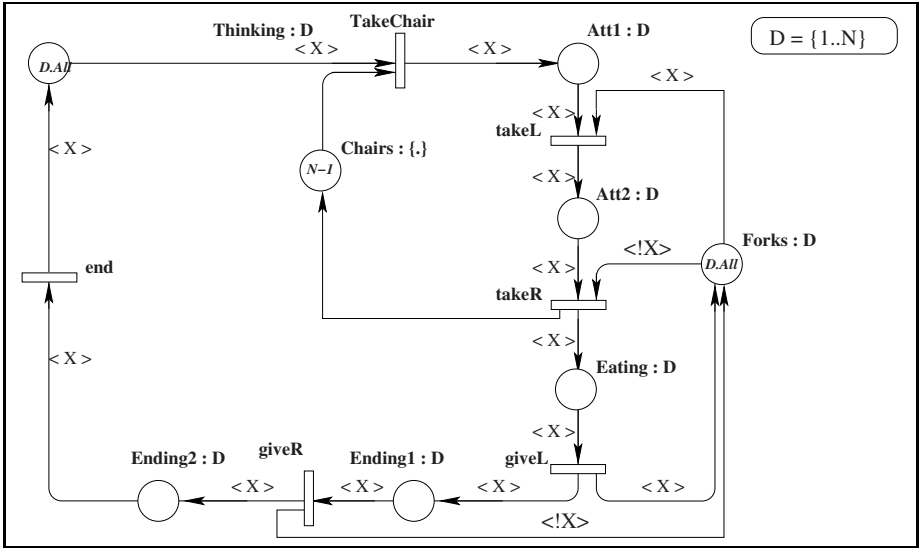 Thinking : D
TakeChair
Att1 : D
D = {1..N}
< X >
< X >
< X >
D.All
< X >
takeL
< X >
Chairs : {.}
N-1
< X >
Att2 : D
<!X>
Forks : D
D.All
< X >
end
takeR
< X >
Eating : D
< X >
< X >
Ending2 : D
giveR
Ending1 : D
giveL
< X >
< X >
< X >
< X >
<!X>